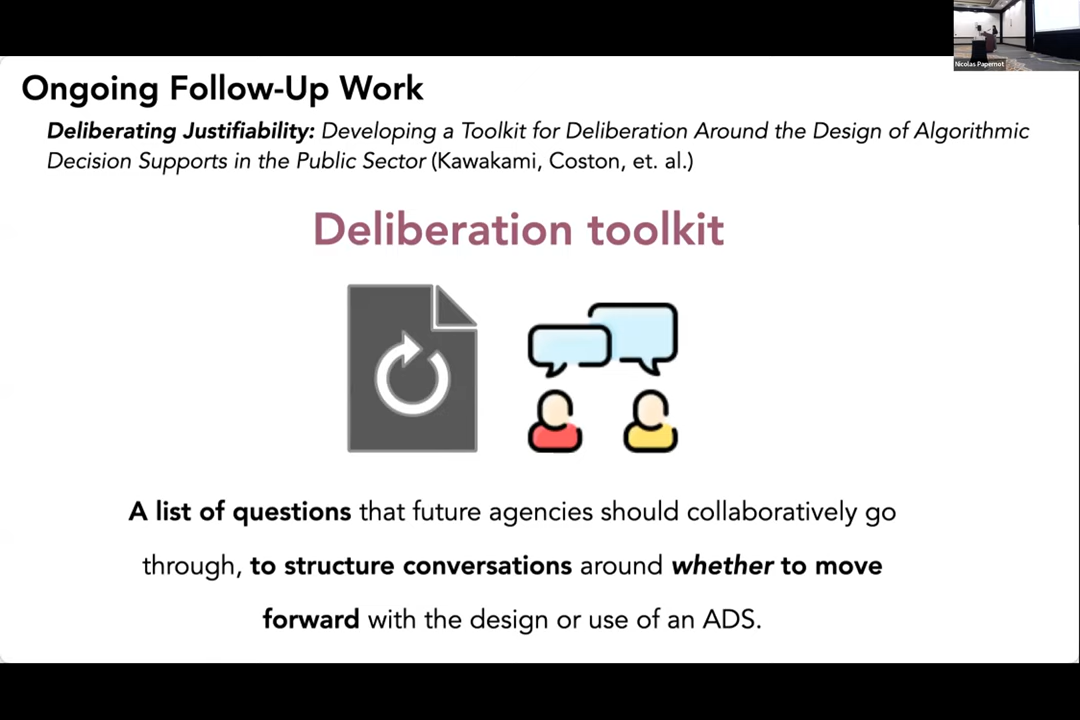 Nicolas Papernot
Ongoing Follow-Up Work
Deliberating Justifiability: Developing a Toolkit for Deliberation Around the Design of Algorithmic
Decision Supports in the Public Sector (Kawakami, Coston, et. al.)
Deliberation toolkit
A list of questions that future agencies should collaboratively go
through, to structure conversations around whether to move
forward with the design or use of an ADS.